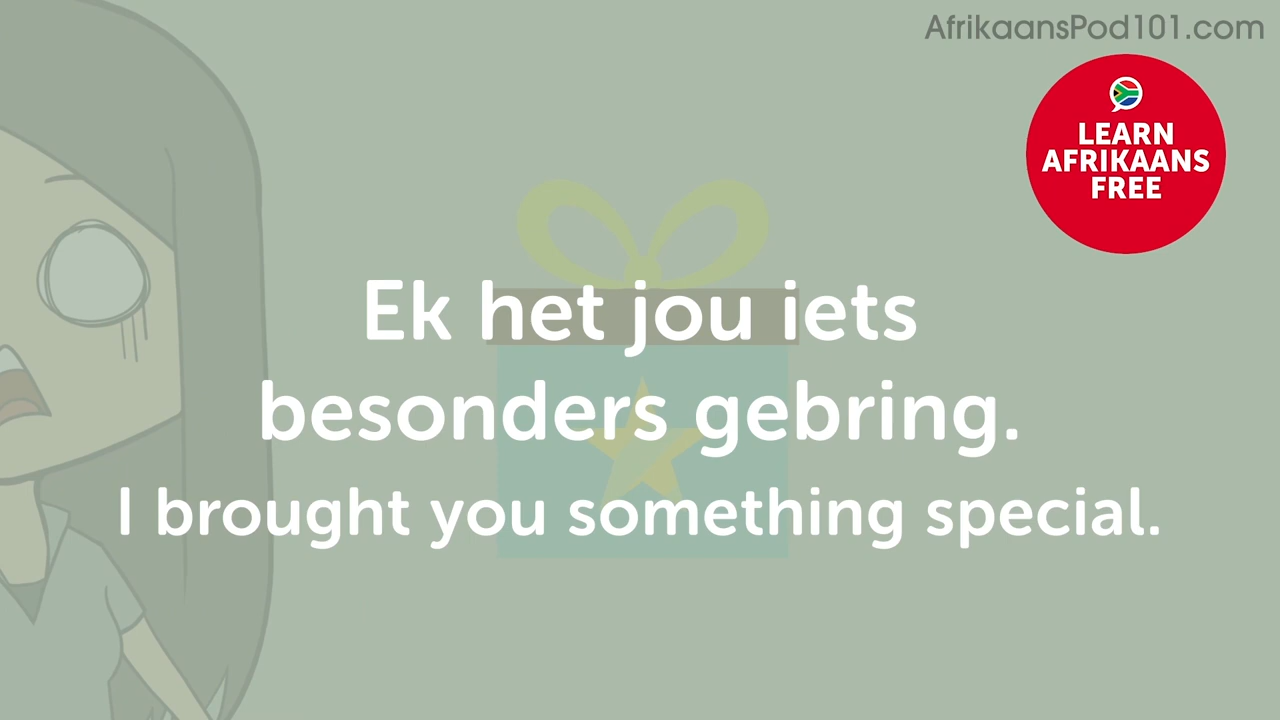 AfrikaansPod101.com
LEARN
AFRIKAANS
FREE
Ek het jou iets
besonders gebring.
I brought you something special.